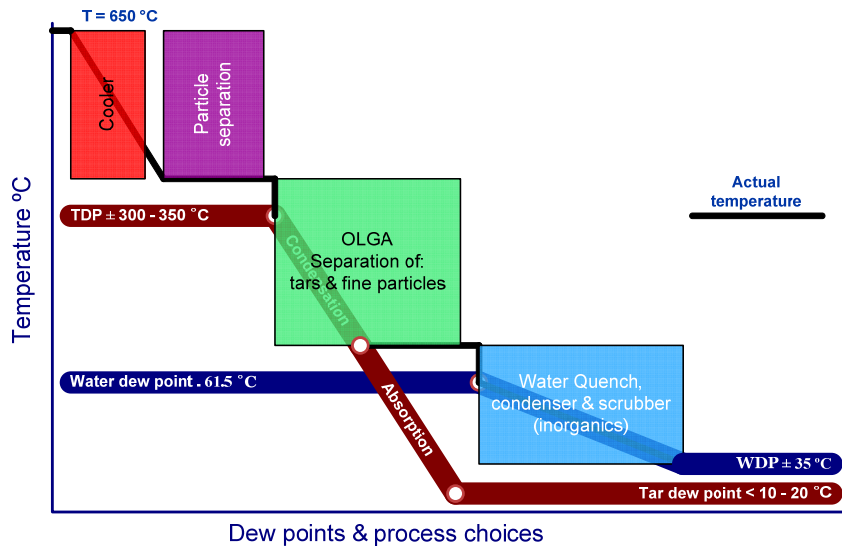 T = 650 °C
Cooler
Particle
separation
Temperature ºC
Actual
temperature
TDP ± 300 - 350 °C
OLGA
Separation of:
tars & fine particles
Condensation
Water dew point . 61.5 °C
Water Quench,
condenser & scrubber
(inorganics)
Absorption
WDP ± 35 ºC
Tar dew point < 10 - 20 °C
Dew points & process choices